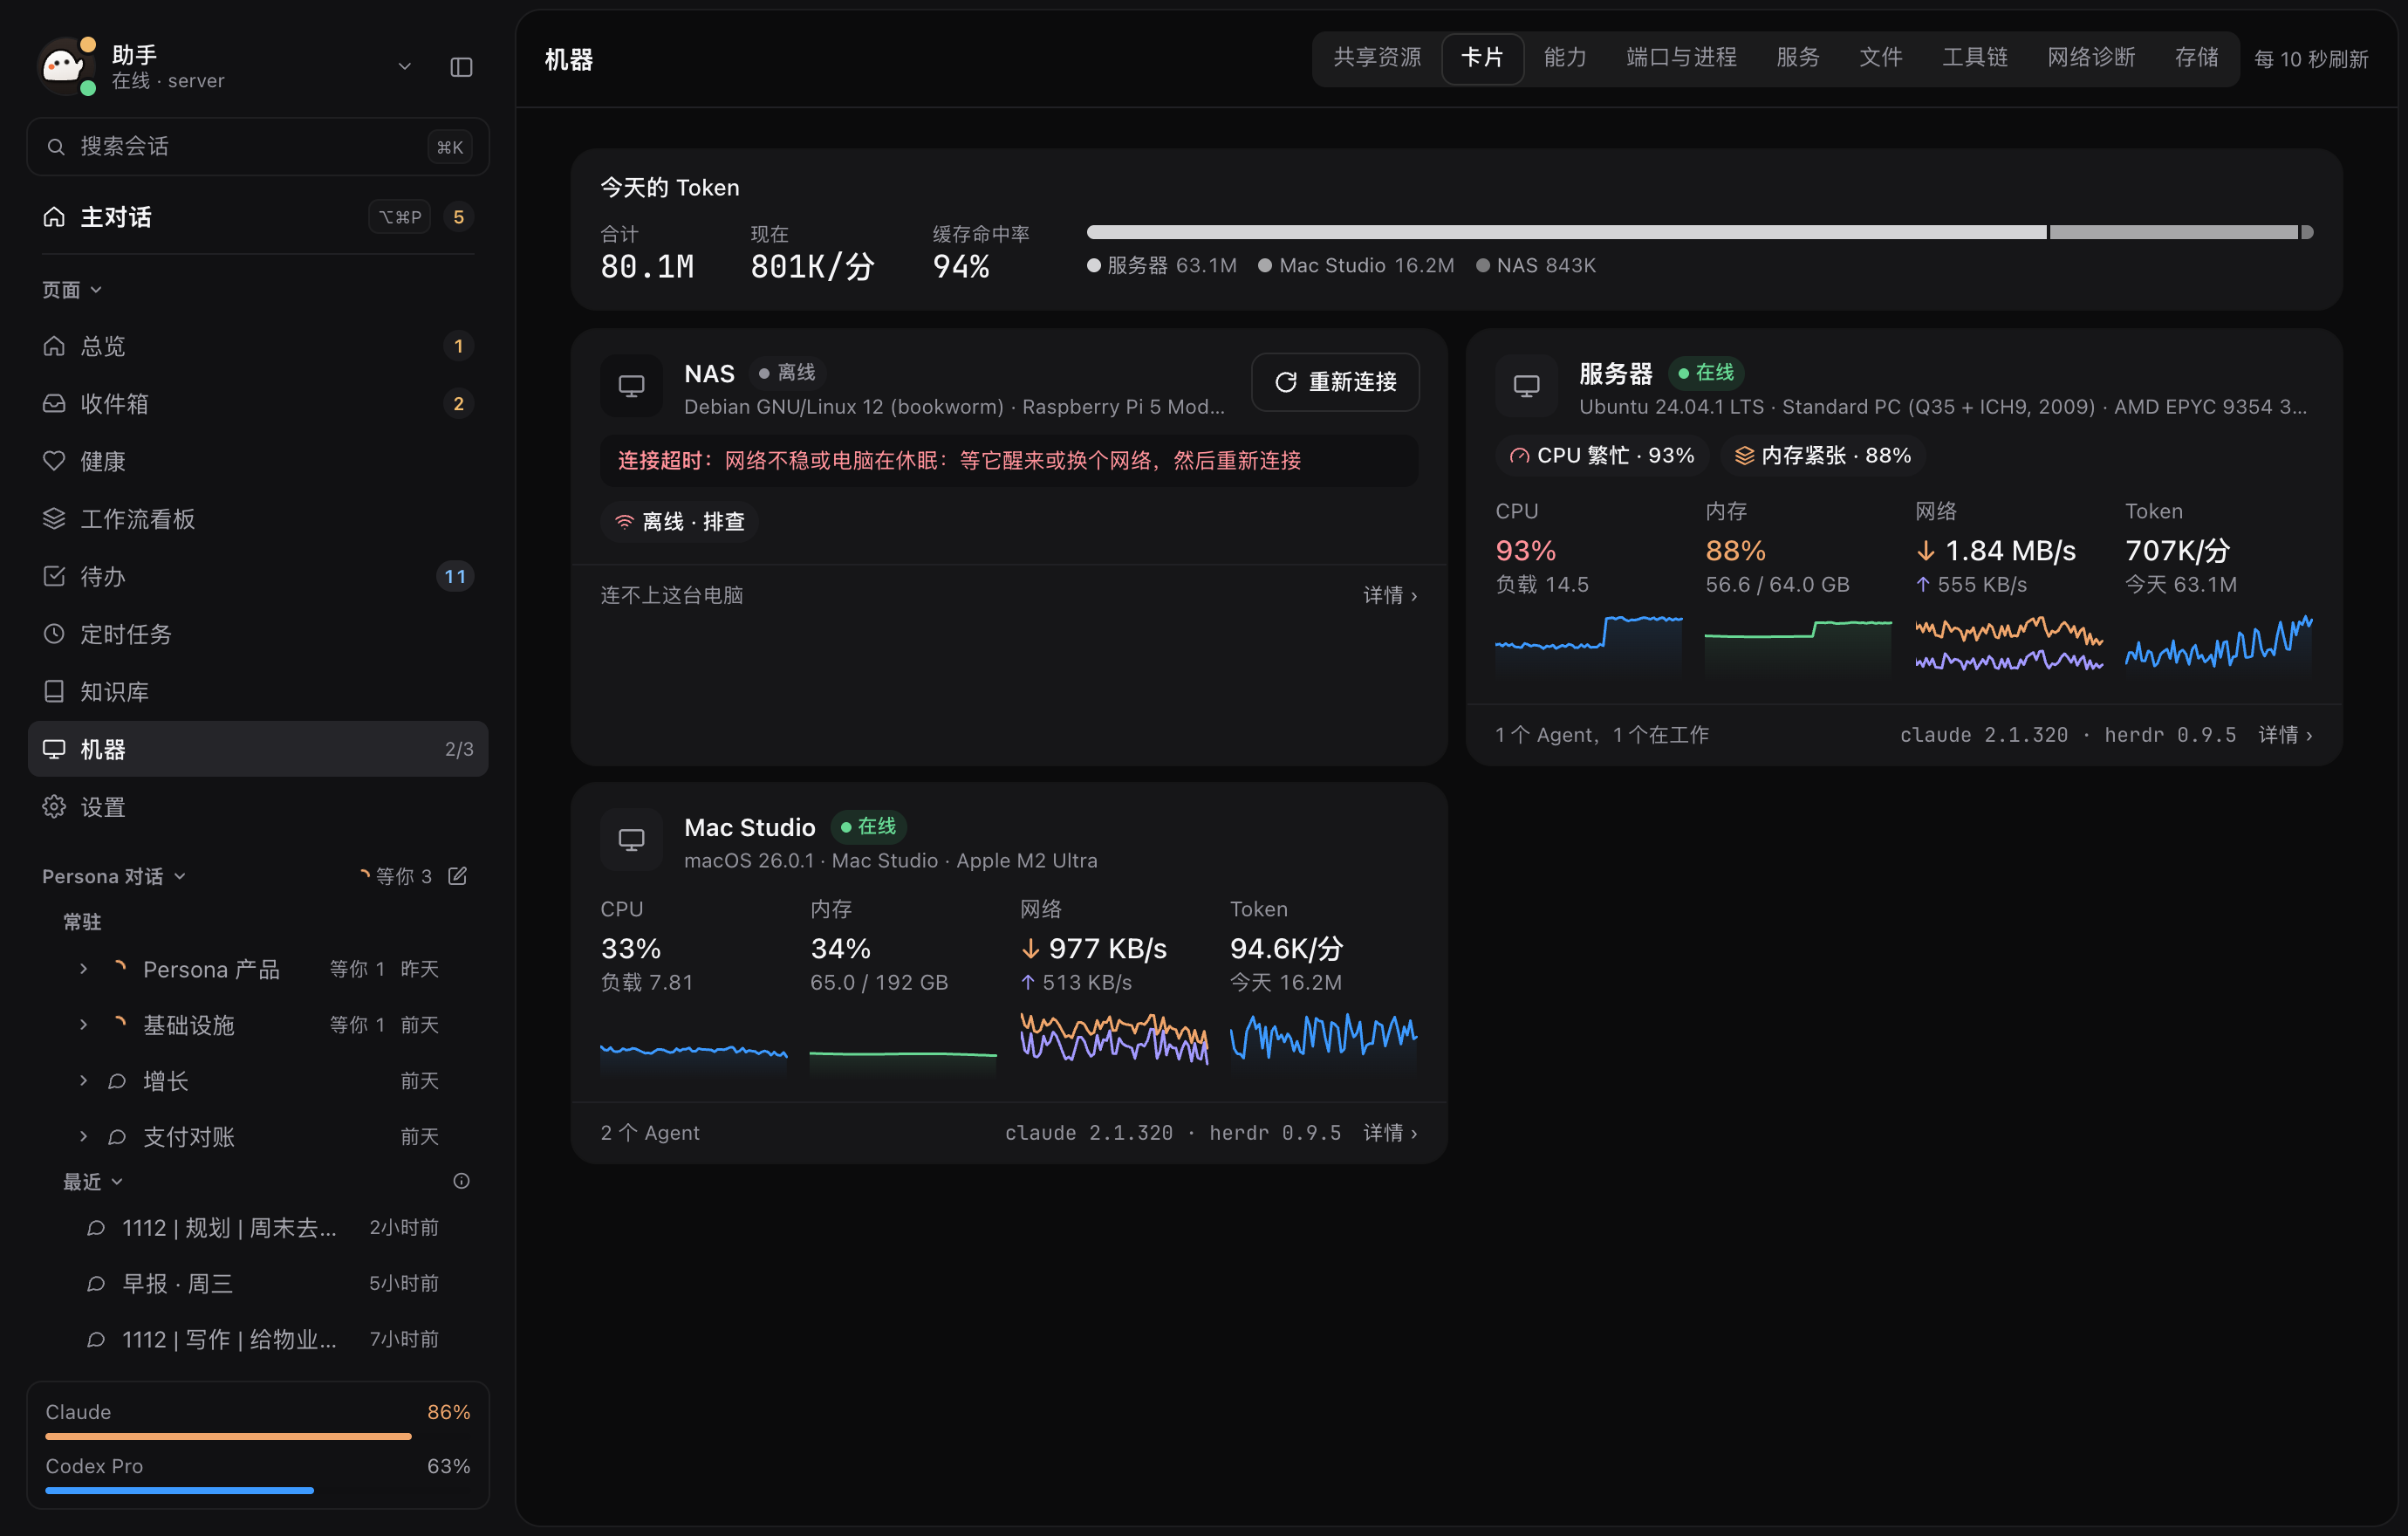 助手
在线 · server
搜索会话 ⌘K
主对话 ⌥⌘P 5
页面
总览 1
收件箱 2
健康
工作流看板
待办 11
定时任务
知识库
机器 2/3
设置
Persona 对话 等你 3
常驻
Persona 产品 等你 1 昨天
基础设施 等你 1 前天
增长 前天
支付对账 前天
最近
1112 | 规划 | 周末去... 2小时前
早报 · 周三 5小时前
1112 | 写作 | 给物业... 7小时前
Claude 86%
Codex Pro 63%
机器
共享资源 卡片 能力 端口与进程 服务 文件 工具链 网络诊断 存储 每 10 秒刷新
今天的 Token
合计 现在 缓存命中率
80.1M 801K/分 94%
服务器 63.1M Mac Studio 16.2M NAS 843K
NAS 离线 重新连接
Debian GNU/Linux 12 (bookworm) · Raspberry Pi 5 Mod...
连接超时：网络不稳或电脑在休眠：等它醒来或换个网络，然后重新连接
离线 · 排查
连不上这台电脑 详情 ›
服务器 在线
Ubuntu 24.04.1 LTS · Standard PC (Q35 + ICH9, 2009) · AMD EPYC 9354 3...
CPU 繁忙 · 93% 内存紧张 · 88%
CPU 内存 网络 Token
93% 88% ↓ 1.84 MB/s 707K/分
负载 14.5 56.6 / 64.0 GB ↑ 555 KB/s 今天 63.1M
1 个 Agent，1 个在工作 claude 2.1.320 · herdr 0.9.5 详情 ›
Mac Studio 在线
macOS 26.0.1 · Mac Studio · Apple M2 Ultra
CPU 内存 网络 Token
33% 34% ↓ 977 KB/s 94.6K/分
负载 7.81 65.0 / 192 GB ↑ 513 KB/s 今天 16.2M
2 个 Agent claude 2.1.320 · herdr 0.9.5 详情 ›